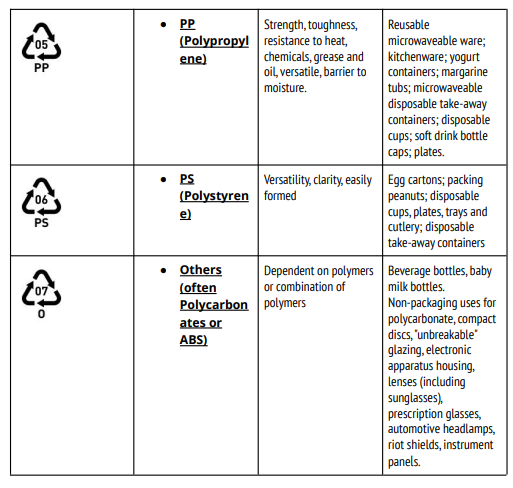 05
PP
• PP
(Polypropyl
ene)
Strength, toughness,
resistance to heat,
chemicals, grease and
oil, versatile, barrier to
moisture.
Reusable
microwaveable ware;
kitchenware; yogurt
containers; margarine
tubs; microwaveable
disposable take-away
containers; disposable
cups; soft drink bottle
caps; plates.
06
PS
• PS
(Polystyren
e)
Versatility, clarity, easily
formed
Egg cartons; packing
peanuts; disposable
cups, plates, trays and
cutlery; disposable
take-away containers
07
O
• Others
(often
Polycarbon
ates or
ABS)
Dependent on polymers
or combination of
polymers
Beverage bottles, baby
milk bottles.
Non-packaging uses for
polycarbonate, compact
discs, "unbreakable"
glazing, electronic
apparatus housing,
lenses (including
sunglasses),
prescription glasses,
automotive headlamps,
riot shields, instrument
panels.